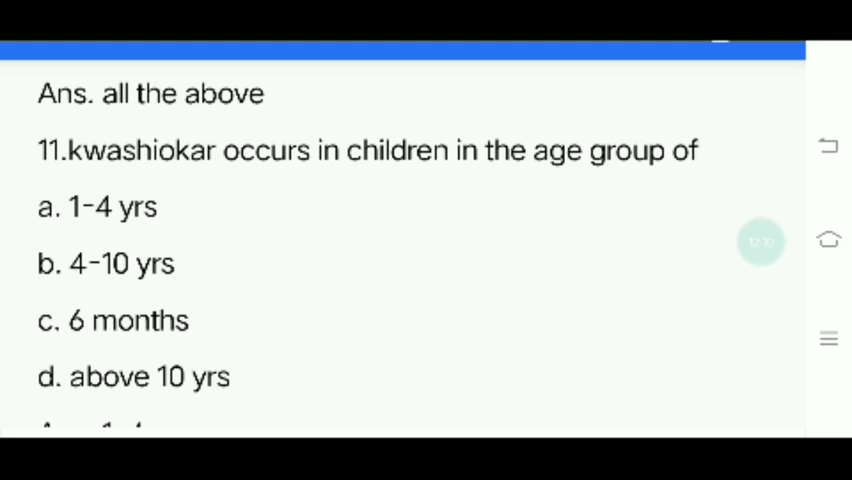 Ans. all the above
11.kwashiokar occurs in children in the age group of
a. 1-4 yrs
b. 4-10 yrs
c. 6 months
d. above 10 yrs